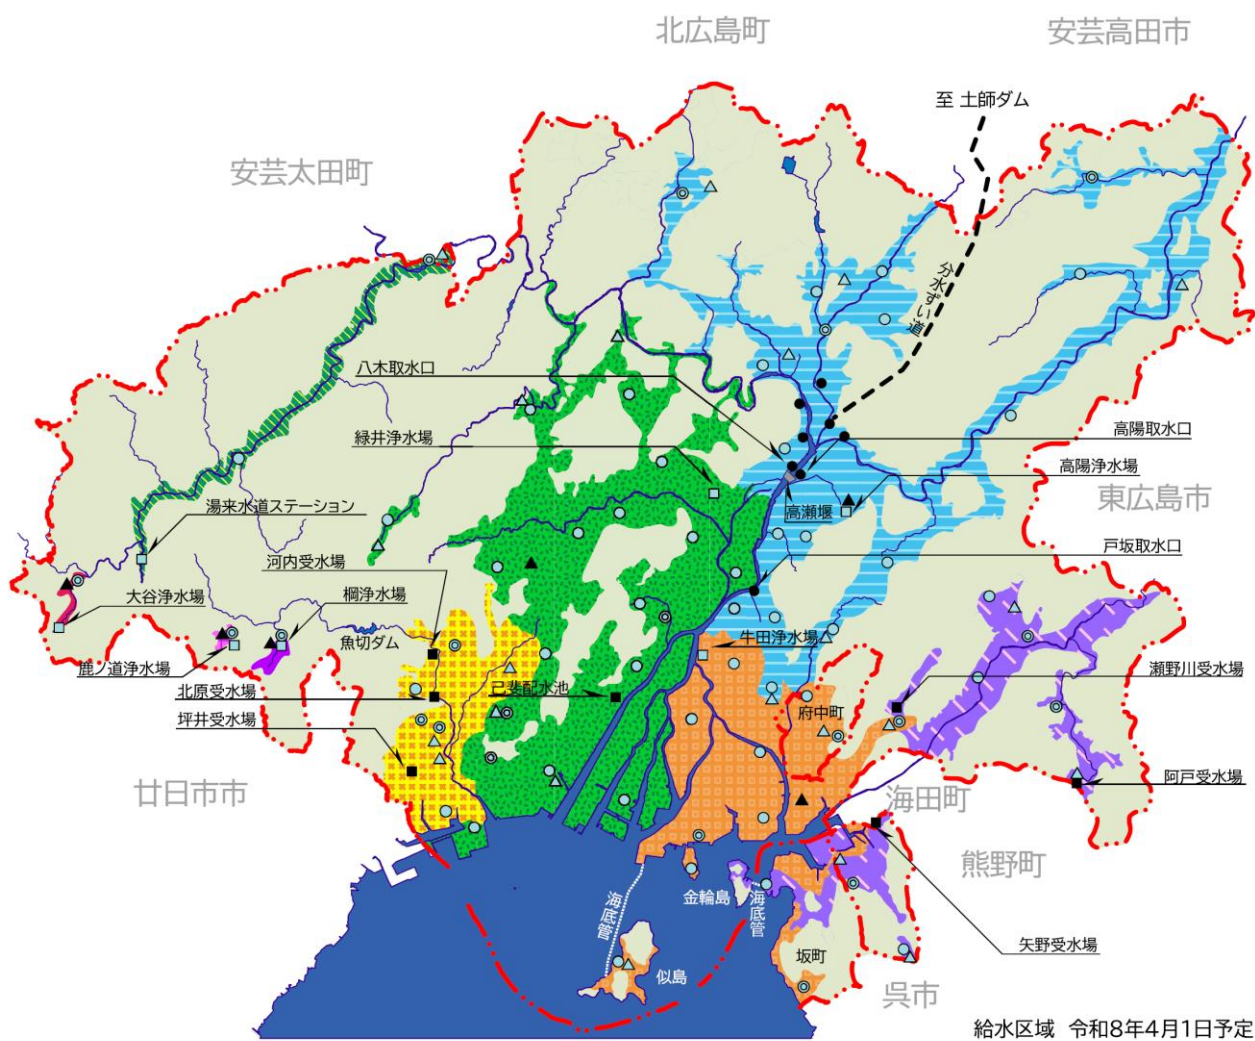 北広島町
安芸高田市
至 土師ダム
安芸太田町
分水ずい道
八木取水口
緑井浄水場
高陽取水口
高陽浄水場
東広島市
湯来水道ステーション
高瀬堰
河内受水場
戸坂取水口
大谷浄水場
梱浄水場
魚切ダム
牛田浄水場
鹿ノ道浄水場
瀬野川受水場
北原受水場
己斐配水池
府中町
坪井受水場
廿日市市
阿戸受水場
海田町
熊野町
金輪島
海底管
海底管
矢野受水場
坂町
似島
呉市
給水区域 令和8年4月1日予定